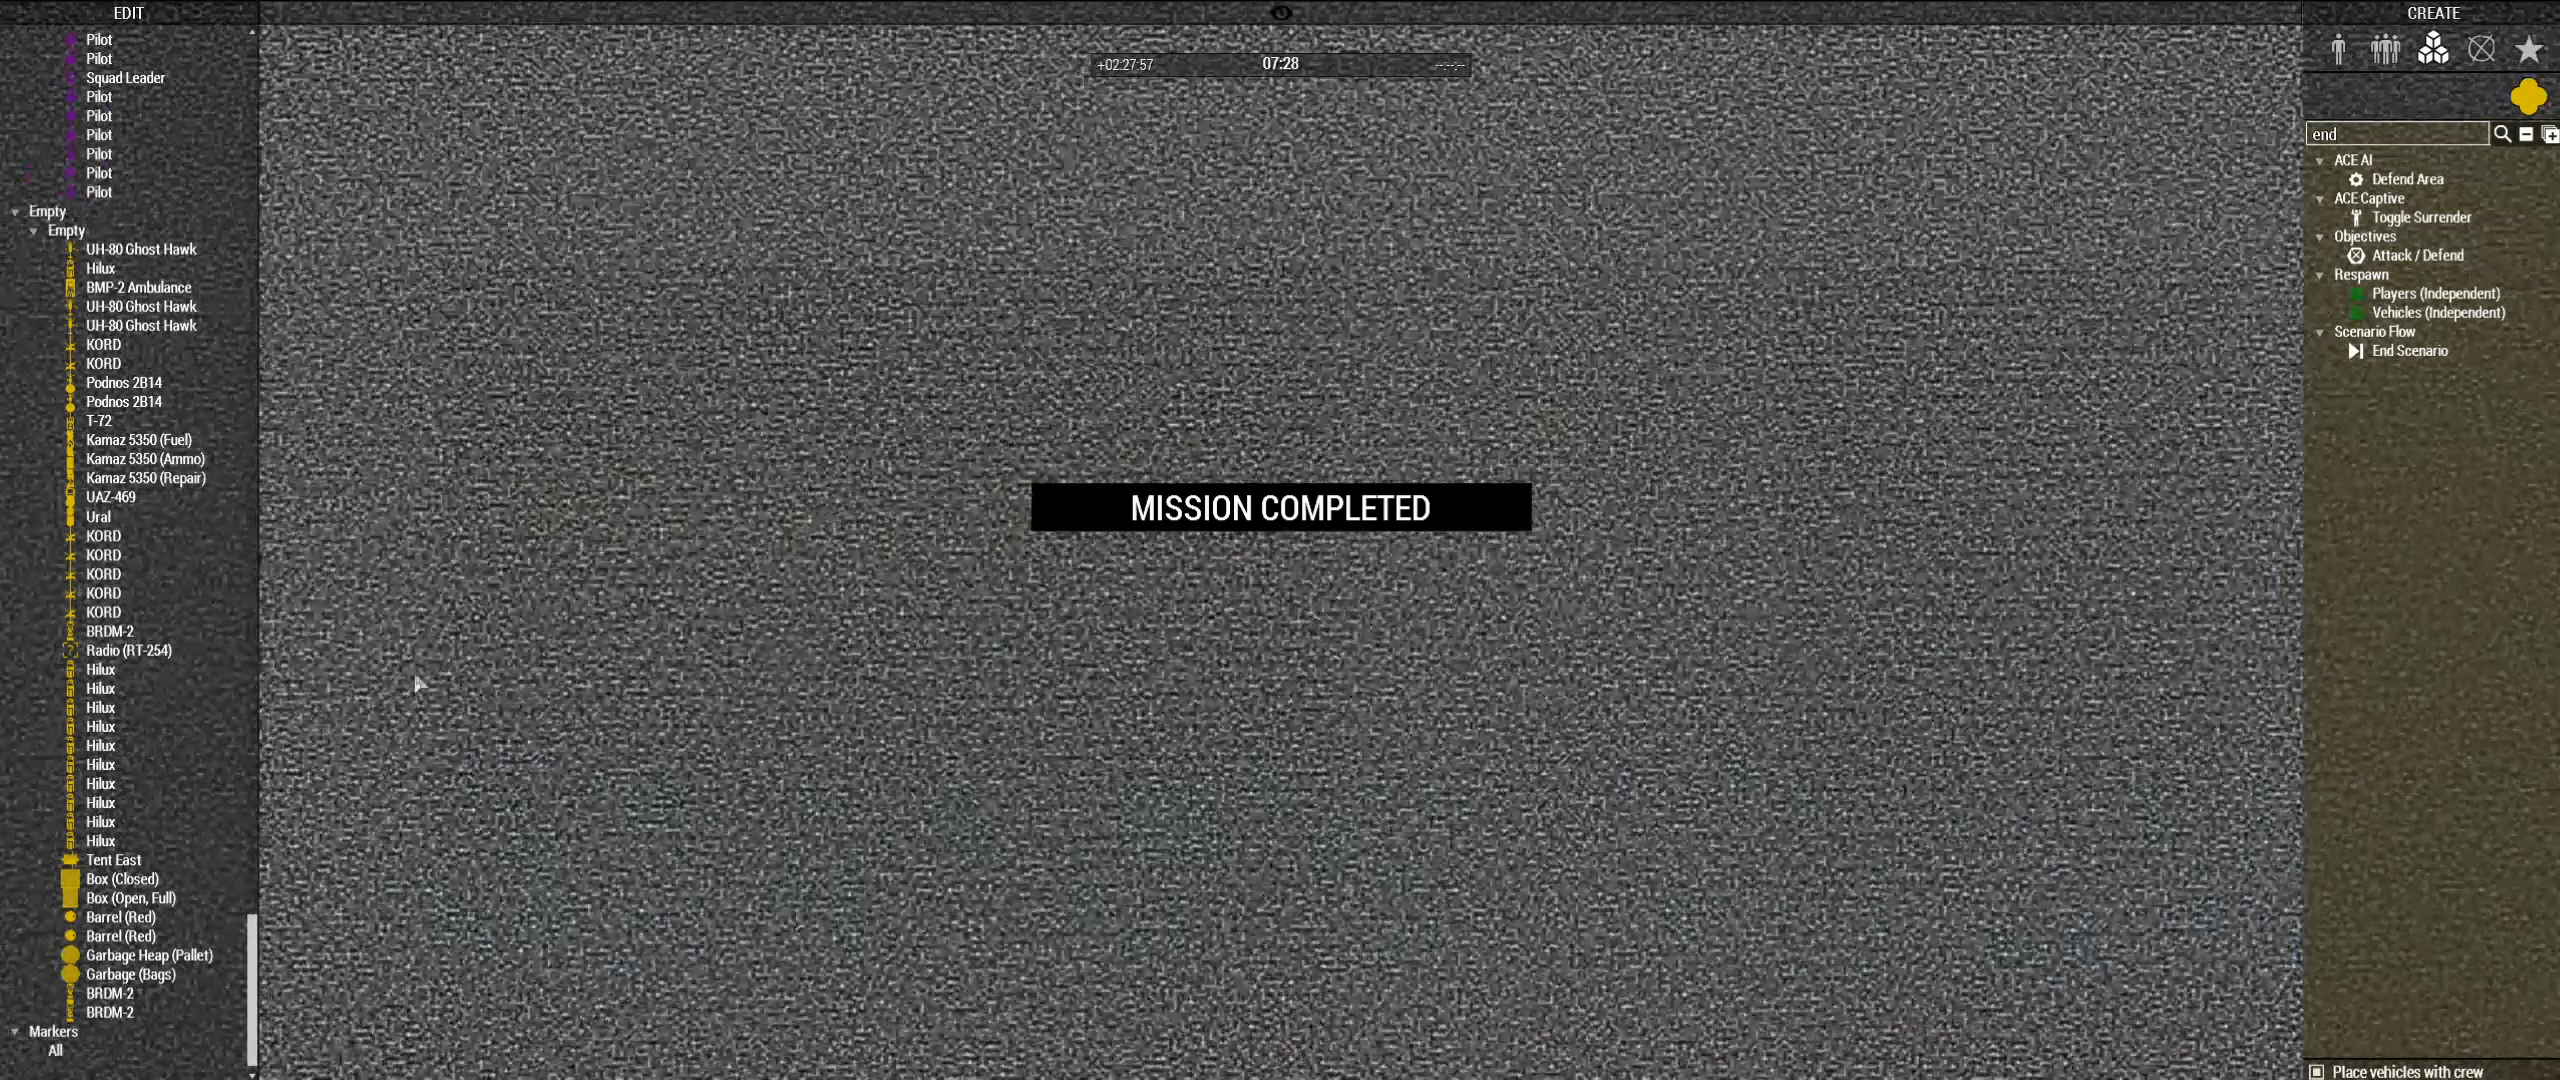 EDIT
Pilot
Pilot
Squad Leader
Pilot
Pilot
Pilot
Pilot
Pilot
Pilot
Empty
Empty
UH-80 Ghost Hawk
Hilux
BMP-2 Ambulance
UH-80 Ghost Hawk
UH-80 Ghost Hawk
KORD
KORD
Podnos 2B14
Podnos 2B14
T-72
Kamaz 5350 (Fuel)
Kamaz 5350 (Ammo)
Kamaz 5350 (Repair)
UAZ-469
Ural
KORD
KORD
KORD
KORD
KORD
BRDM-2
Radio (RT-254)
Hilux
Hilux
Hilux
Hilux
Hilux
Hilux
Hilux
Hilux
Hilux
Hilux
Tent East
Box (Closed)
Box (Open, Full)
Barrel (Red)
Barrel (Red)
Garbage Heap (Pallet)
Garbage (Bags)
BRDM-2
BRDM-2
Markers
All
+02:27:57 07:28 --:--:--
MISSION COMPLETED
CREATE
end
ACE AI
Defend Area
ACE Captive
Toggle Surrender
Objectives
Attack / Defend
Respawn
Players (Independent)
Vehicles (Independent)
Scenario Flow
End Scenario
Place vehicles with crew